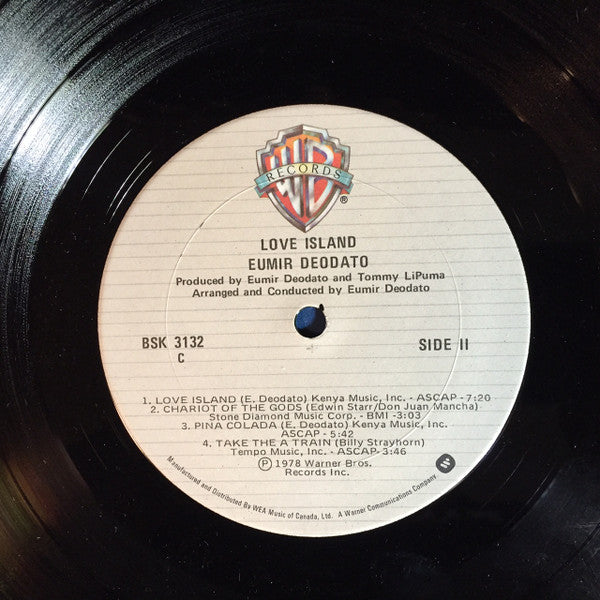 WB
RECORDS
®
LOVE ISLAND
EUMIR DEODATO
Produced by Eumir Deodato and Tommy LiPuma
Arranged and Conducted by Eumir Deodato
BSK 3132
C
SIDE II
1. LOVE ISLAND (E. Deodato) Kenya Music, Inc. - ASCAP - 7:20
2. CHARIOT OF THE GODS (Edwin Starr/Don Juan Mancha)
Stone Diamond Music Corp. - BMI - 3:03
3. PINA COLADA (E. Deodato) Kenya Music, Inc.
ASCAP - 5:42
4. TAKE THE A TRAIN (Billy Strayhorn)
Tempo Music, Inc. - ASCAP - 3:46
Ⓟ 1978 Warner Bros.
Records Inc.
Manufactured and Distributed By WEA Music of Canada, Ltd. A Warner Communications Company